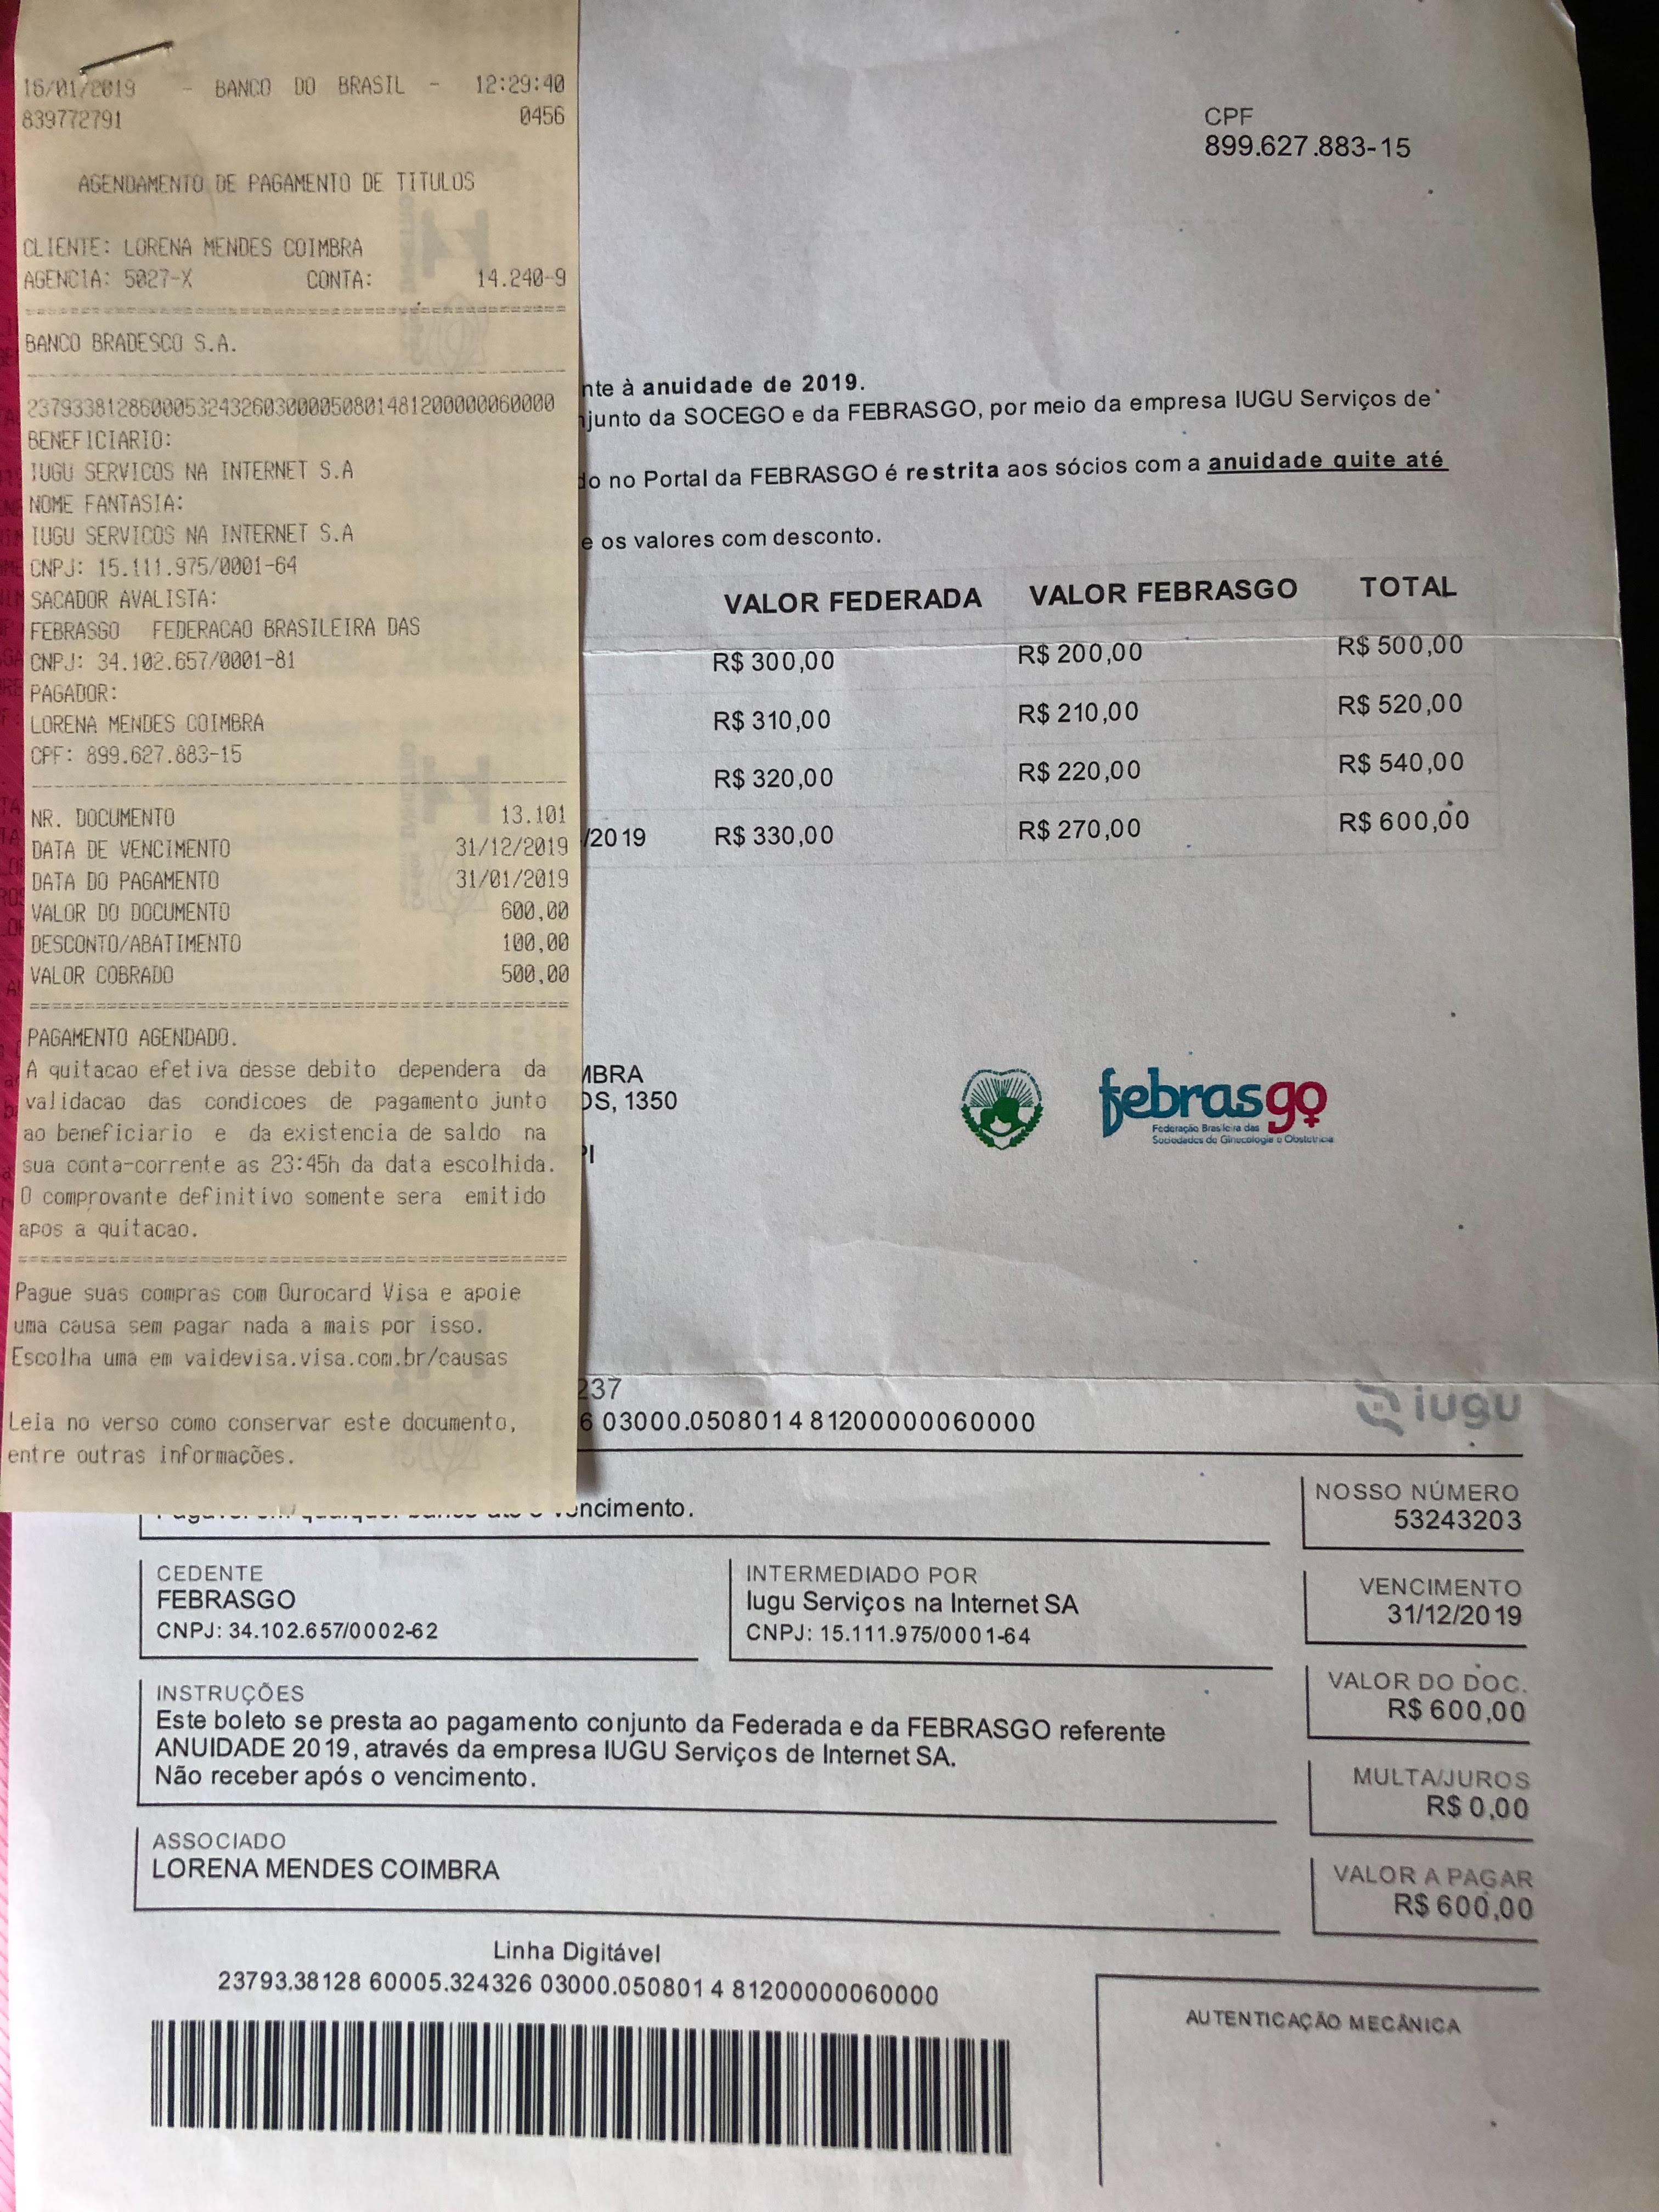 16/01/2019 - BANCO DO BRASIL - 12:29:40
839772791 0456
AGENDAMENTO DE PAGAMENTO DE TITULOS
CLIENTE: LORENA MENDES COIMBRA
AGENCIA: 5027-X CONTA: 14.240-9
BANCO BRADESCO S.A.
23793381286000532432603000050801481200000060000
BENEFICIARIO:
IUGU SERVICOS NA INTERNET S.A
NOME FANTASIA:
IUGU SERVICOS NA INTERNET S.A
CNPJ: 15.111.975/0001-64
SACADOR AVALISTA:
FEBRASGO FEDERACAO BRASILEIRA DAS
CNPJ: 34.102.657/0001-81
PAGADOR:
LORENA MENDES COIMBRA
CPF: 899.627.883-15
NR. DOCUMENTO 13.101
DATA DE VENCIMENTO 31/12/2019
DATA DO PAGAMENTO 31/01/2019
VALOR DO DOCUMENTO 600,00
DESCONTO/ABATIMENTO 100,00
VALOR COBRADO 500,00
PAGAMENTO AGENDADO.
A quitacao efetiva desse debito dependera da
validacao das condicoes de pagamento junto
ao beneficiario e da existencia de saldo na
sua conta-corrente as 23:45h da data escolhida.
O comprovante definitivo somente sera emitido
apos a quitacao.
Pague suas compras com Ourocard Visa e apoie
uma causa sem pagar nada a mais por isso.
Escolha uma em vaidevisa.visa.com.br/causas
Leia no verso como conservar este documento,
entre outras informações.
CPF
899.627.883-15
nte à anuidade de 2019.
junto da SOCEGO e da FEBRASGO, por meio da empresa IUGU Serviços de
do no Portal da FEBRASGO é restrita aos sócios com a anuidade quite até
e os valores com desconto.
VALOR FEDERADA VALOR FEBRASGO TOTAL
R$ 300,00 R$ 200,00 R$ 500,00
R$ 310,00 R$ 210,00 R$ 520,00
R$ 320,00 R$ 220,00 R$ 540,00
/2019 R$ 330,00 R$ 270,00 R$ 600,00
MBRA
OS, 1350
PI
febrasgo
Federação Brasileira das
Sociedades de Ginecologia e Obstetrícia
237
6 03000.050801 4 81200000060000
iugu
vencimento.
NOSSO NÚMERO
53243203
CEDENTE
FEBRASGO
CNPJ: 34.102.657/0002-62
INTERMEDIADO POR
Iugu Serviços na Internet SA
CNPJ: 15.111.975/0001-64
VENCIMENTO
31/12/2019
INSTRUÇÕES
Este boleto se presta ao pagamento conjunto da Federada e da FEBRASGO referente
ANUIDADE 2019, através da empresa IUGU Serviços de Internet SA.
Não receber após o vencimento.
VALOR DO DOC.
R$ 600,00
MULTA/JUROS
R$ 0,00
ASSOCIADO
LORENA MENDES COIMBRA
VALOR A PAGAR
R$ 600,00
Linha Digitável
23793.38128 60005.324326 03000.050801 4 81200000060000
AUTENTICAÇÃO MECÂNICA